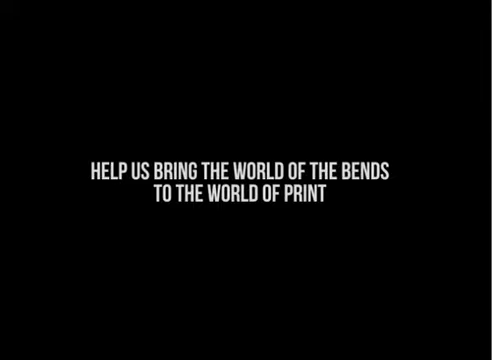 HELP US BRING THE WORLD OF THE BENDS
TO THE WORLD OF PRINT